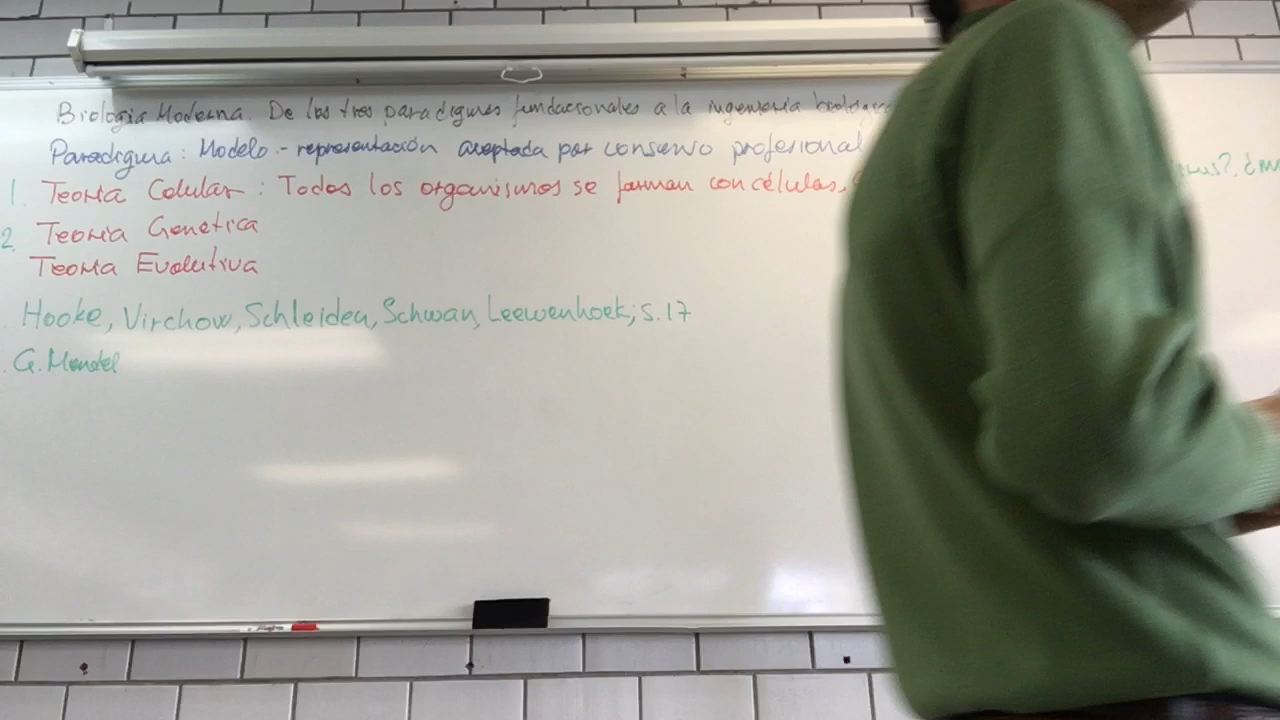 Biología Moderna. De los tres paradigmas fundacionales a la ingeniería biológica
Paradigma: Modelo - representación aceptada por consenso profesional
1. Teoría Celular: Todos los organismos se forman con células,
2. Teoría Genética
Teoría Evolutiva
Hooke, Virchow, Schleiden, Schwan, Leewenhoek; S.17
G. Mendel